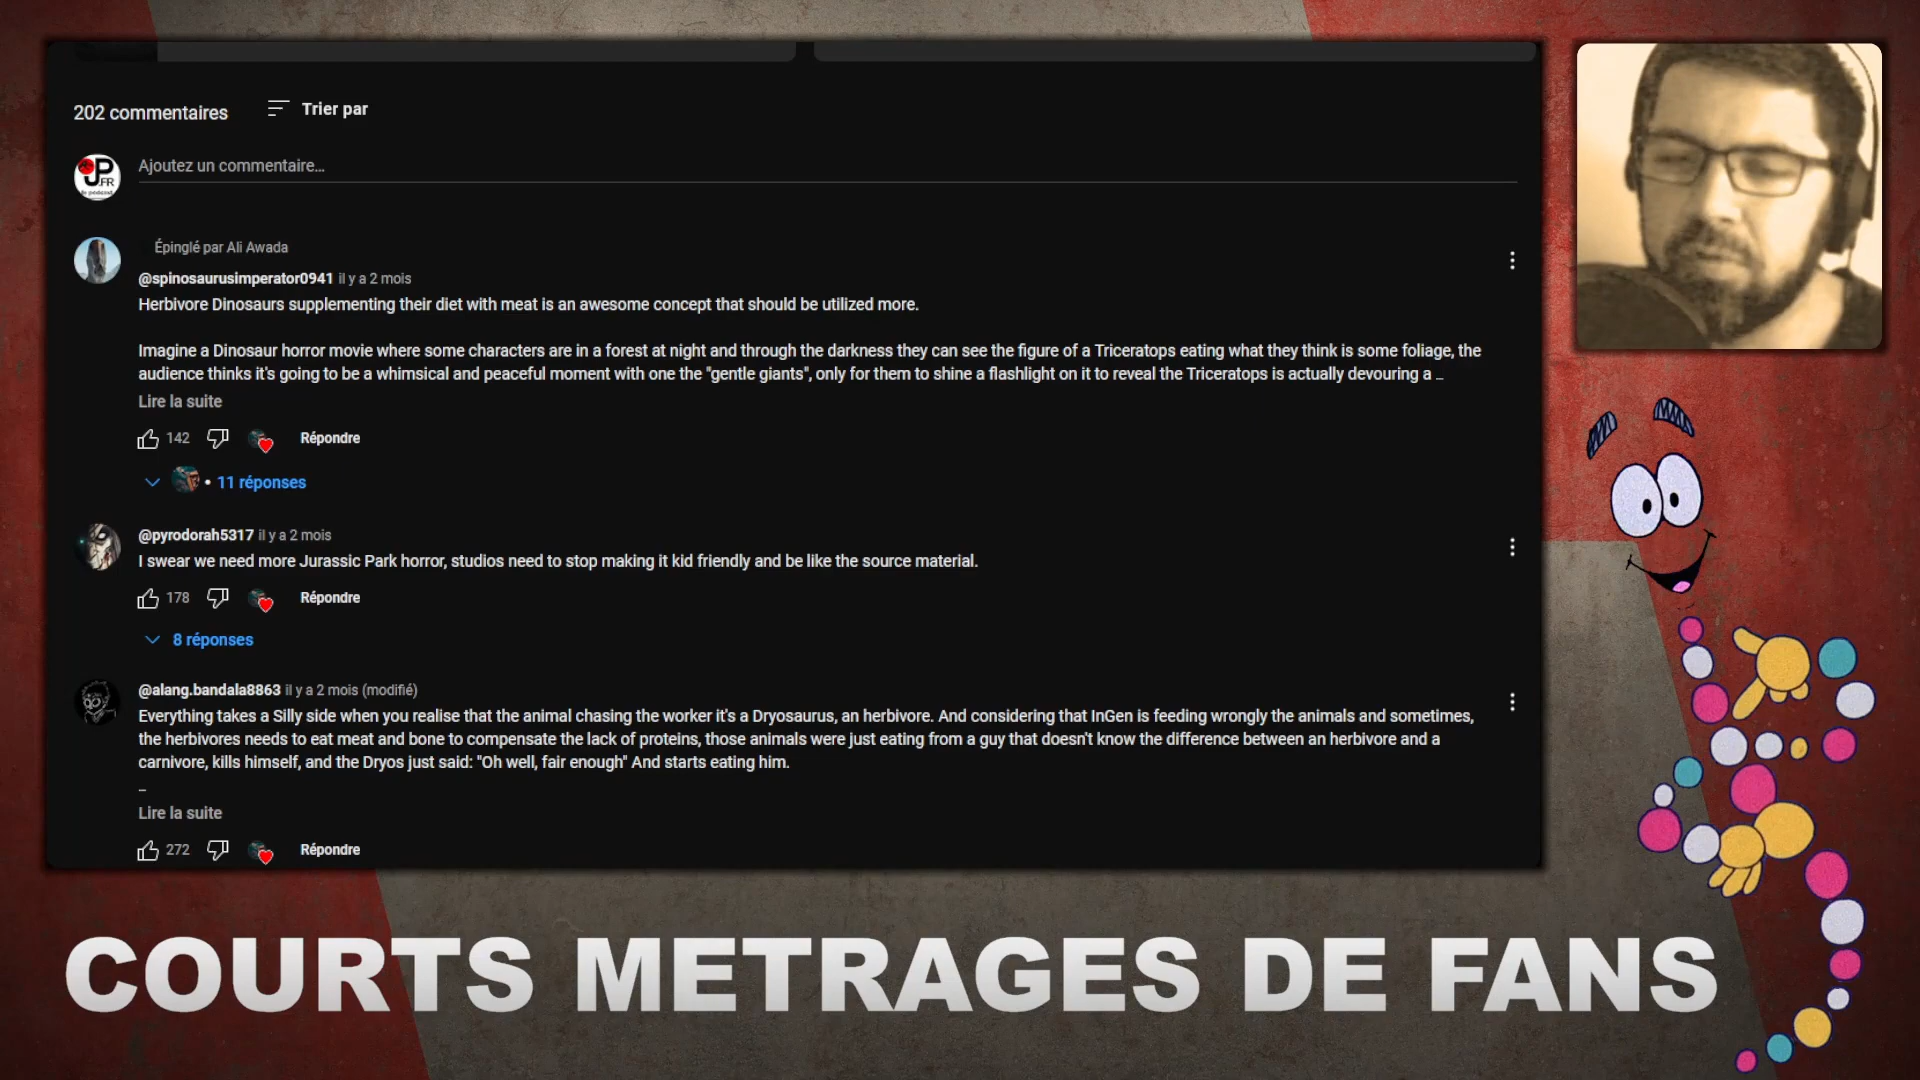 202 commentaires
Trier par
JP
.FR
Ajoutez un commentaire...
Épinglé par Ali Awada
@spinosaurusimperator0941 il y a 2 mois
Herbivore Dinosaurs supplementing their diet with meat is an awesome concept that should be utilized more.
Imagine a Dinosaur horror movie where some characters are in a forest at night and through the darkness they can see the figure of a Triceratops eating what they think is some foliage, the
audience thinks it's going to be a whimsical and peaceful moment with one the "gentle giants", only for them to shine a flashlight on it to reveal the Triceratops is actually devouring a ...
Lire la suite
142
Répondre
• 11 réponses
@pyrodorah5317 il y a 2 mois
I swear we need more Jurassic Park horror, studios need to stop making it kid friendly and be like the source material.
178
Répondre
8 réponses
@alang.bandala8863 il y a 2 mois (modifié)
Everything takes a Silly side when you realise that the animal chasing the worker it's a Dryosaurus, an herbivore. And considering that InGen is feeding wrongly the animals and sometimes,
the herbivores needs to eat meat and bone to compensate the lack of proteins, those animals were just eating from a guy that doesn't know the difference between an herbivore and a
carnivore, kills himself, and the Dryos just said: "Oh well, fair enough" And starts eating him.
...
Lire la suite
272
Répondre
COURTS METRAGES DE FANS